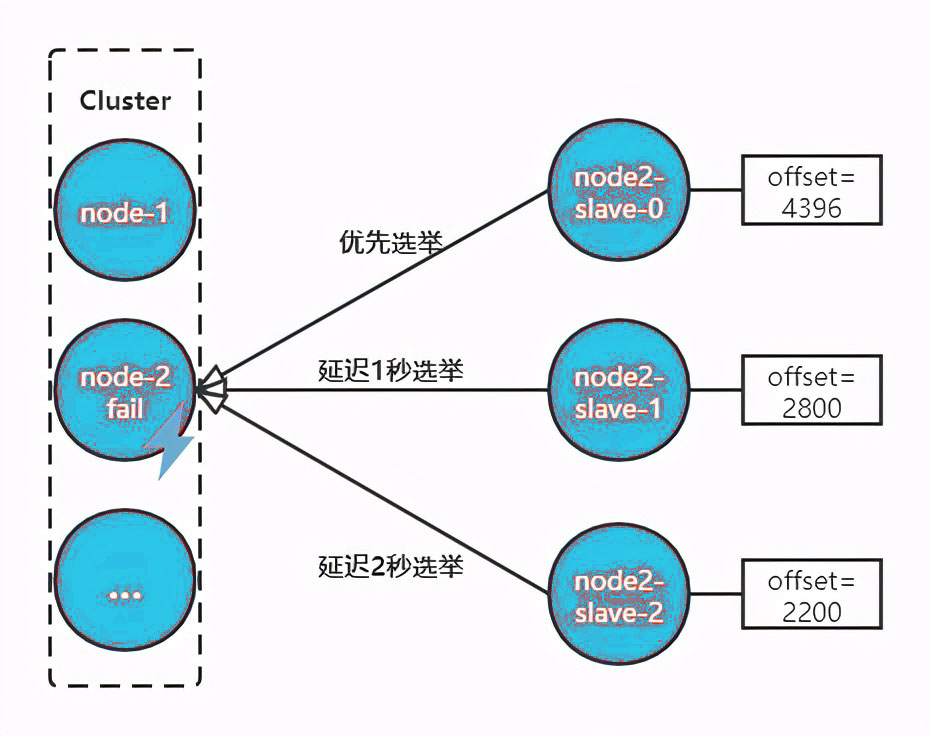 Cluster
node-1
node-2
fail
...
优先选举
延迟1秒选举
延迟2秒选举
node2-
slave-0
offset=
4396
node2-
slave-1
offset=
2800
node2-
slave-2
offset=
2200